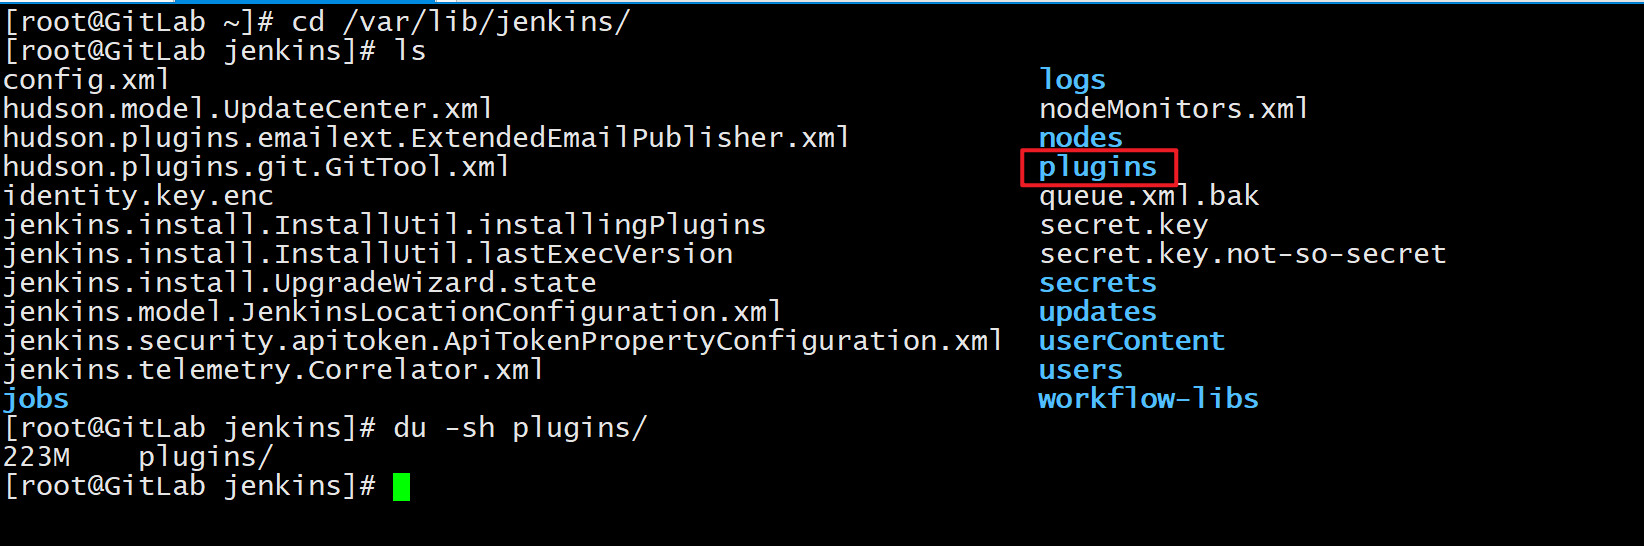 [root@GitLab ~]# cd /var/lib/jenkins/
[root@GitLab jenkins]# ls
config.xml logs
hudson.model.UpdateCenter.xml nodeMonitors.xml
hudson.plugins.emailext.ExtendedEmailPublisher.xml nodes
hudson.plugins.git.GitTool.xml plugins
identity.key.enc queue.xml.bak
jenkins.install.InstallUtil.installingPlugins secret.key
jenkins.install.InstallUtil.lastExecVersion secret.key.not-so-secret
jenkins.install.UpgradeWizard.state secrets
jenkins.model.JenkinsLocationConfiguration.xml updates
jenkins.security.apitoken.ApiTokenPropertyConfiguration.xml userContent
jenkins.telemetry.Correlator.xml users
jobs workflow-libs
[root@GitLab jenkins]# du -sh plugins/
223M plugins/
[root@GitLab jenkins]#